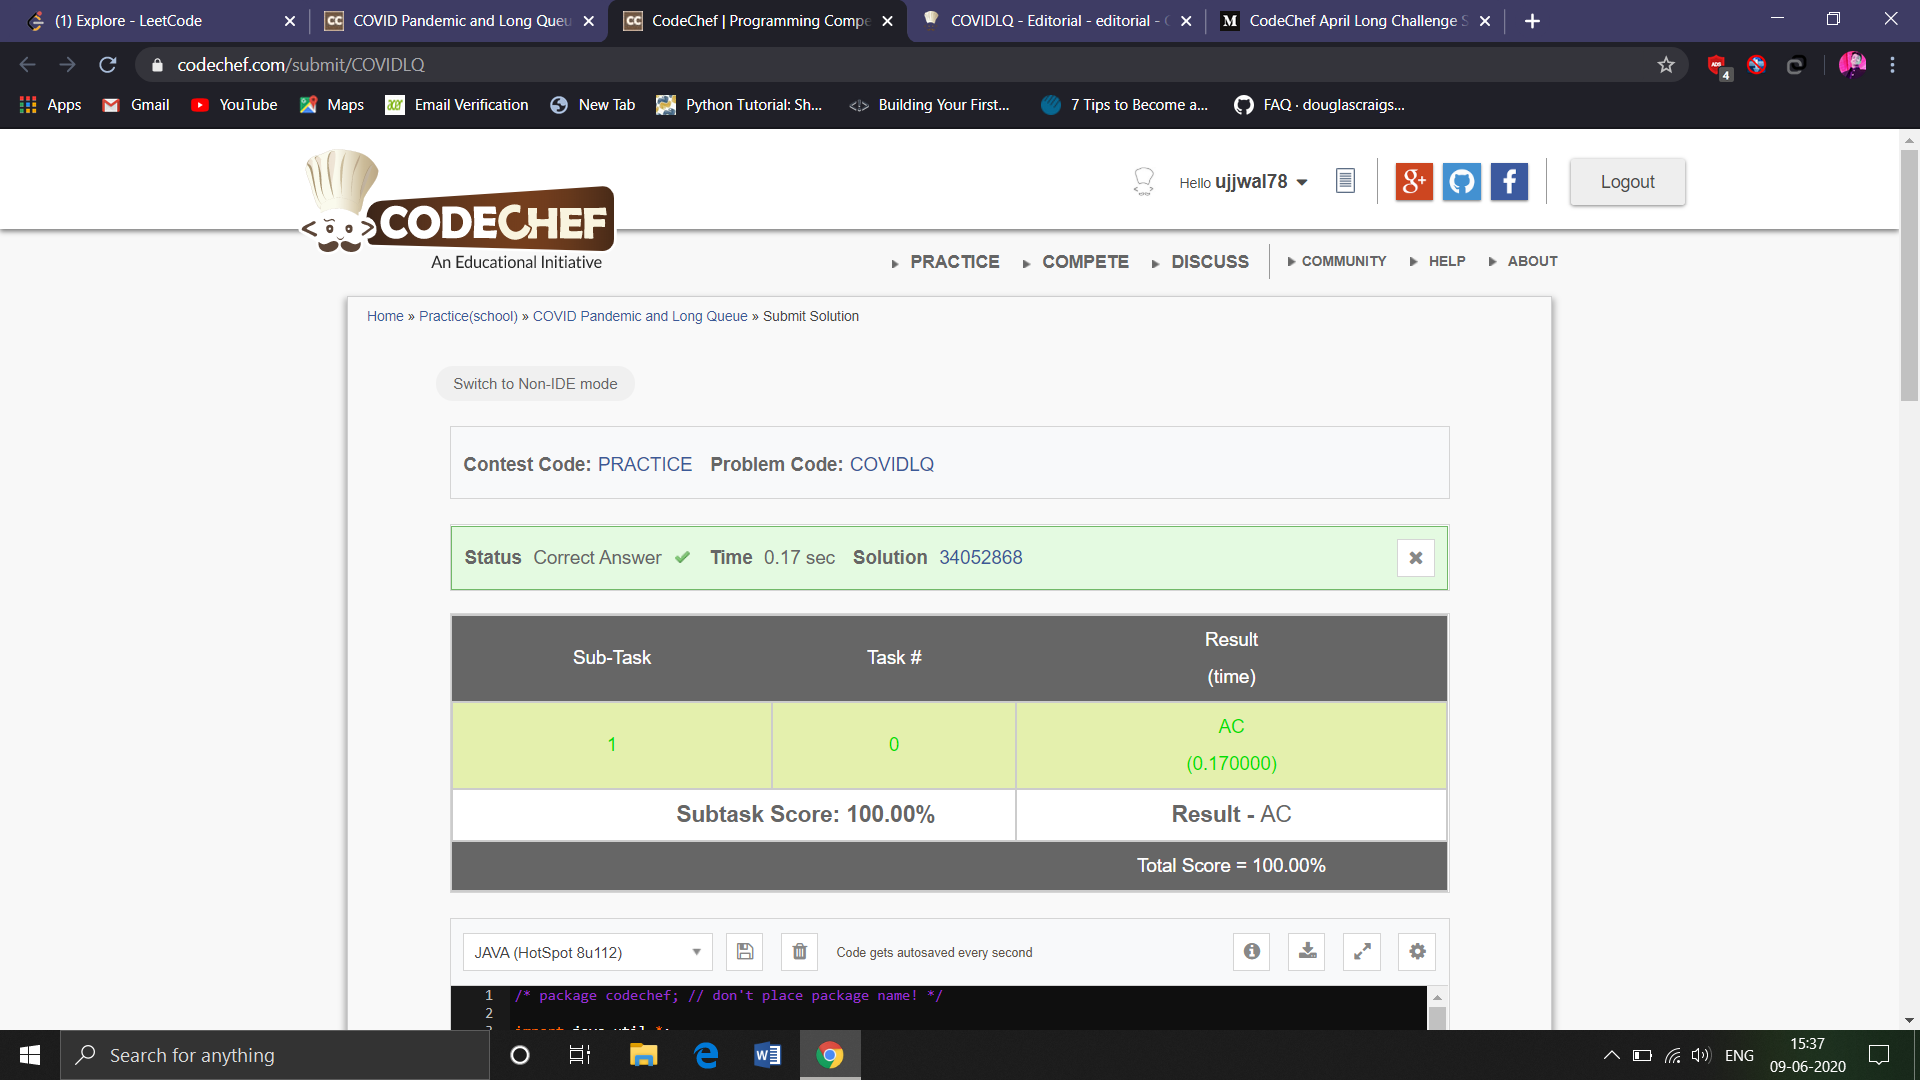 (1) Explore - LeetCode
COVID Pandemic and Long Queu
CodeChef | Programming Compe
COVIDLQ - Editorial - editorial -
CodeChef April Long Challenge S
codechef.com/submit/COVIDLQ
4
Apps Gmail YouTube Maps Email Verification New Tab Python Tutorial: Sh... Building Your First... 7 Tips to Become a... FAQ · douglascraigs...
CODECHEF
An Educational Initiative
Hello ujjwal78
Logout
PRACTICE COMPETE DISCUSS COMMUNITY HELP ABOUT
Home » Practice(school) » COVID Pandemic and Long Queue » Submit Solution
Switch to Non-IDE mode
Contest Code: PRACTICE Problem Code: COVIDLQ
Status Correct Answer Time 0.17 sec Solution 34052868
Sub-Task Task # Result
(time)
1 0 AC
(0.170000)
Subtask Score: 100.00% Result - AC
Total Score = 100.00%
JAVA (HotSpot 8u112) Code gets autosaved every second
1 /* package codechef; // don't place package name! */
2
3 import java.util.*;
Search for anything
ENG
15:37
09-06-2020